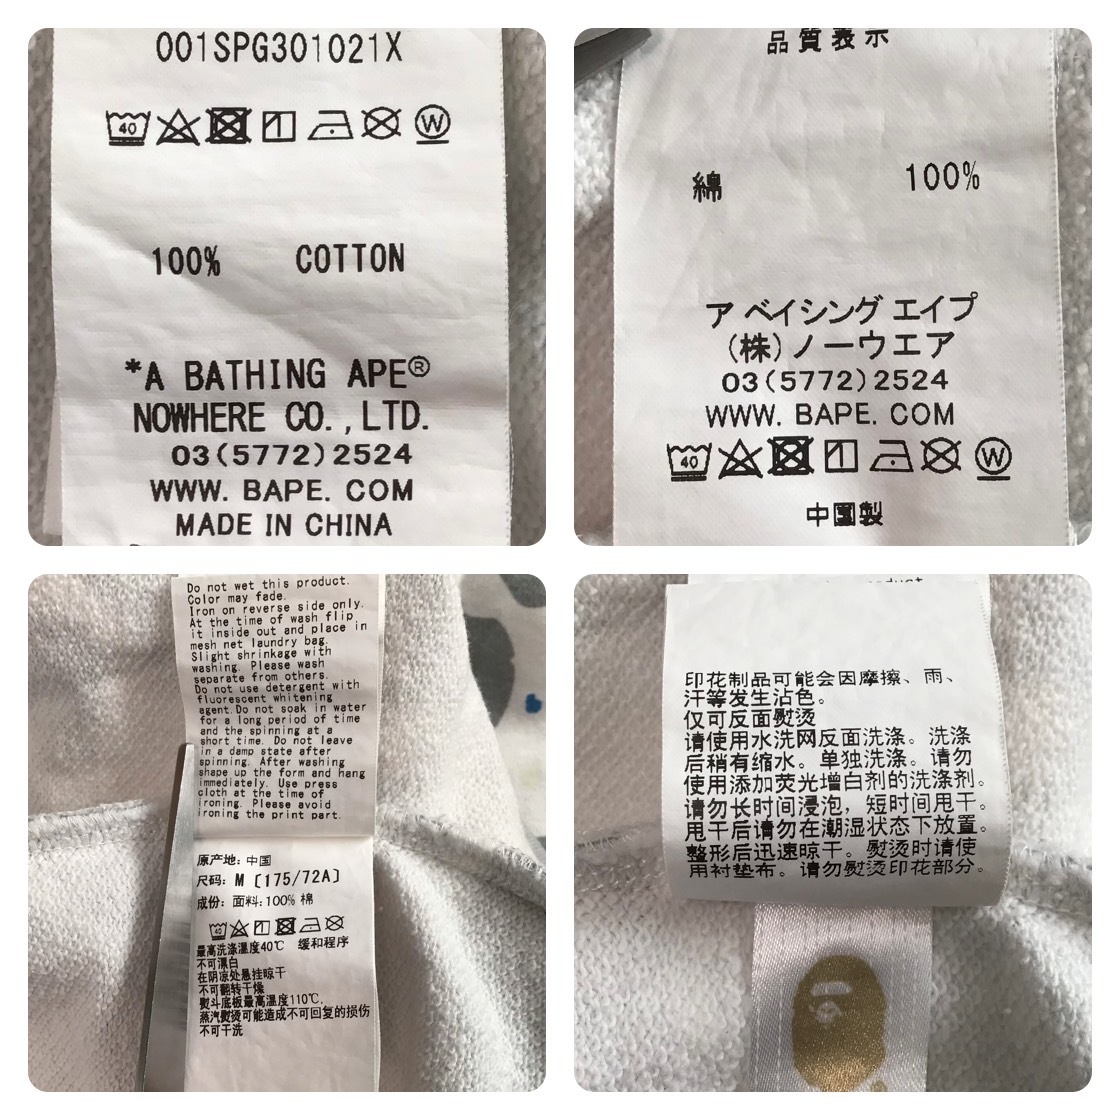 001SPG301021X
40
W
100% COTTON
*A BATHING APE®
NOWHERE CO.,LTD.
03(5772)2524
WWW. BAPE. COM
MADE IN CHINA
品質表示
綿 100%
ア ベイシング エイプ
(株)ノーウエア
03(5772)2524
WWW. BAPE. COM
40
W
中国製
Do not wet this product.
Color may fade.
Iron on reverse side only.
At the time of wash flip
it inside out and place in
mesh net laundry bag.
Slight shrinkage with
washing. Please wash
separate from others.
Do not use detergent with
fluorescent whitening
agent.Do not soak in water
for a long period of time
and the spinning at a
short time. Do not leave
in a damp state after
spinning. After washing
shape up the form and hang
immediately. Use press
cloth at the time of
ironing. Please avoid
ironing the print part.
原产地: 中国
尺码: M [175/72A]
成份: 面料:100% 棉
40
最高洗涤温度40℃ 缓和程序
不可漂白
在阴凉处悬挂晾干
不可翻转干燥
熨斗底板最高温度110℃,
蒸汽熨烫可能造成不可回复的损伤
不可干洗
印花制品可能会因摩擦、雨、
汗等发生沾色。
仅可反面熨烫
请使用水洗网反面洗涤。洗涤
后稍有缩水。单独洗涤。请勿
使用添加荧光增白剂的洗涤剂。
请勿长时间浸泡，短时间甩干。
甩干后请勿在潮湿状态下放置。
整形后迅速晾干。熨烫时请使
用衬垫布。请勿熨烫印花部分。